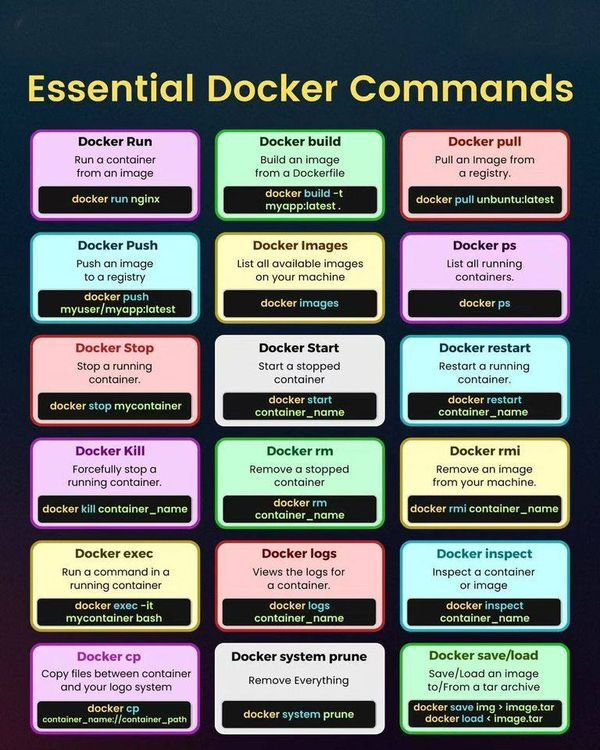 Essential Docker Commands
Docker Run
Run a container
from an image
docker run nginx
Docker build
Build an image
from a Dockerfile
docker build -t
myapp:latest .
Docker pull
Pull an Image from
a registry.
docker pull unbuntu:latest
Docker Push
Push an image
to a registry
docker push
myuser/myapp:latest
Docker Images
List all available images
on your machine
docker images
Docker ps
List all running
containers.
docker ps
Docker Stop
Stop a running
container.
docker stop mycontainer
Docker Start
Start a stopped
container
docker start
container_name
Docker restart
Restart a running
container.
docker restart
container_name
Docker Kill
Forcefully stop a
running container.
docker kill container_name
Docker rm
Remove a stopped
container
docker rm
container_name
Docker rmi
Remove an image
from your machine.
docker rmi container_name
Docker exec
Run a command in a
running container
docker exec -it
mycontainer bash
Docker logs
Views the logs for
a container.
docker logs
container_name
Docker inspect
Inspect a container
or image
docker inspect
container_name
Docker cp
Copy files between container
and your logo system
docker cp
container_name://container_path
Docker system prune
Remove Everything
docker system prune
Docker save/load
Save/Load an image
to/From a tar archive
docker save img > image.tar
docker load < image.tar